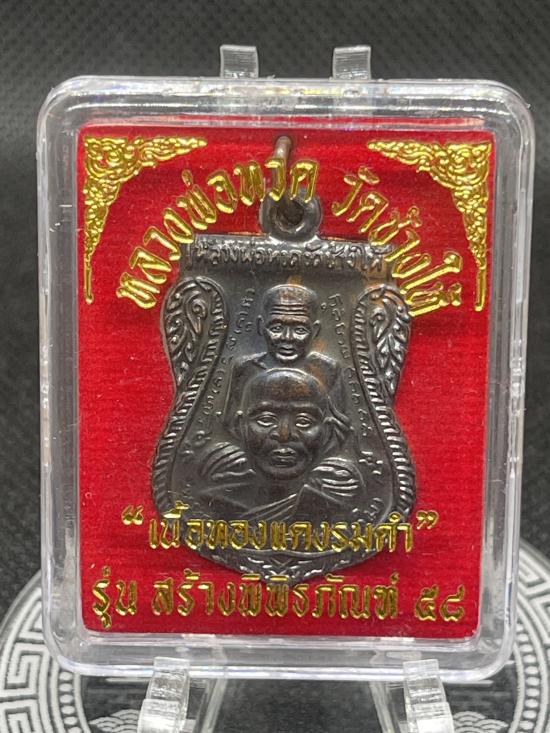 หลวงพ่อทวด วัดช้างให้
"เนื้อทองแดงรมดำ"
รุ่น สร้างพิพิธภัณฑ์ ๕๘